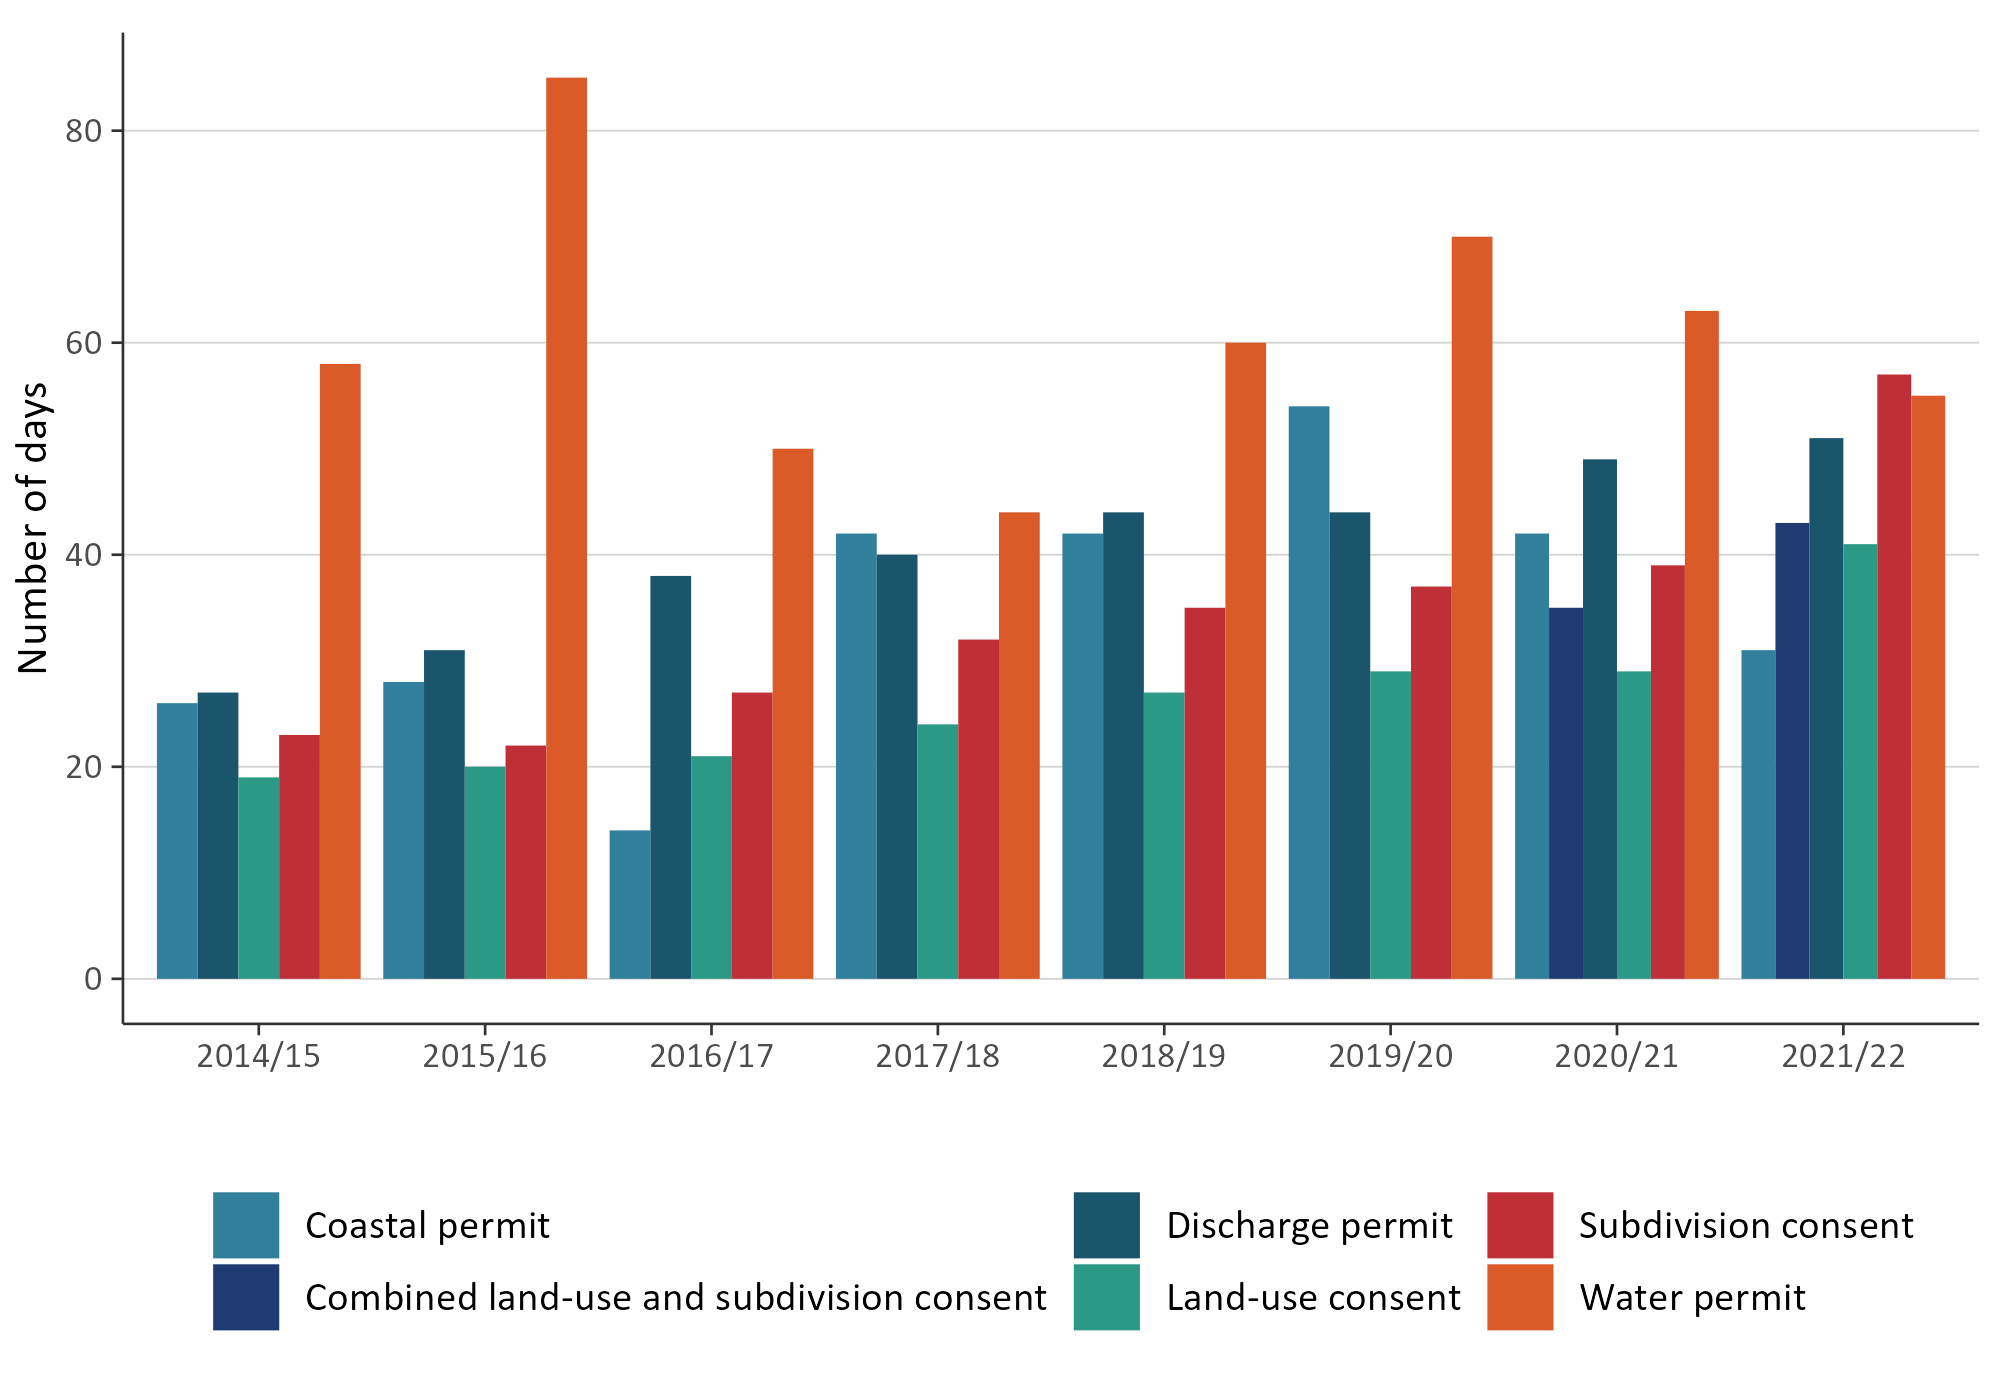 Number of days
80
60
40
20
0
2014/15 2015/16 2016/17 2017/18 2018/19 2019/20 2020/21 2021/22
Coastal permit Discharge permit Subdivision consent
Combined land-use and subdivision consent Land-use consent Water permit